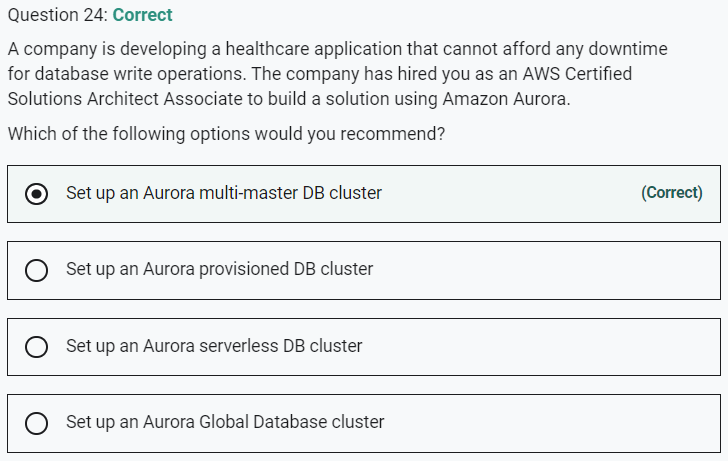 Question 24: Correct
A company is developing a healthcare application that cannot afford any downtime
for database write operations. The company has hired you as an AWS Certified
Solutions Architect Associate to build a solution using Amazon Aurora.
Which of the following options would you recommend?
Set up an Aurora multi-master DB cluster (Correct)
Set up an Aurora provisioned DB cluster
Set up an Aurora serverless DB cluster
Set up an Aurora Global Database cluster